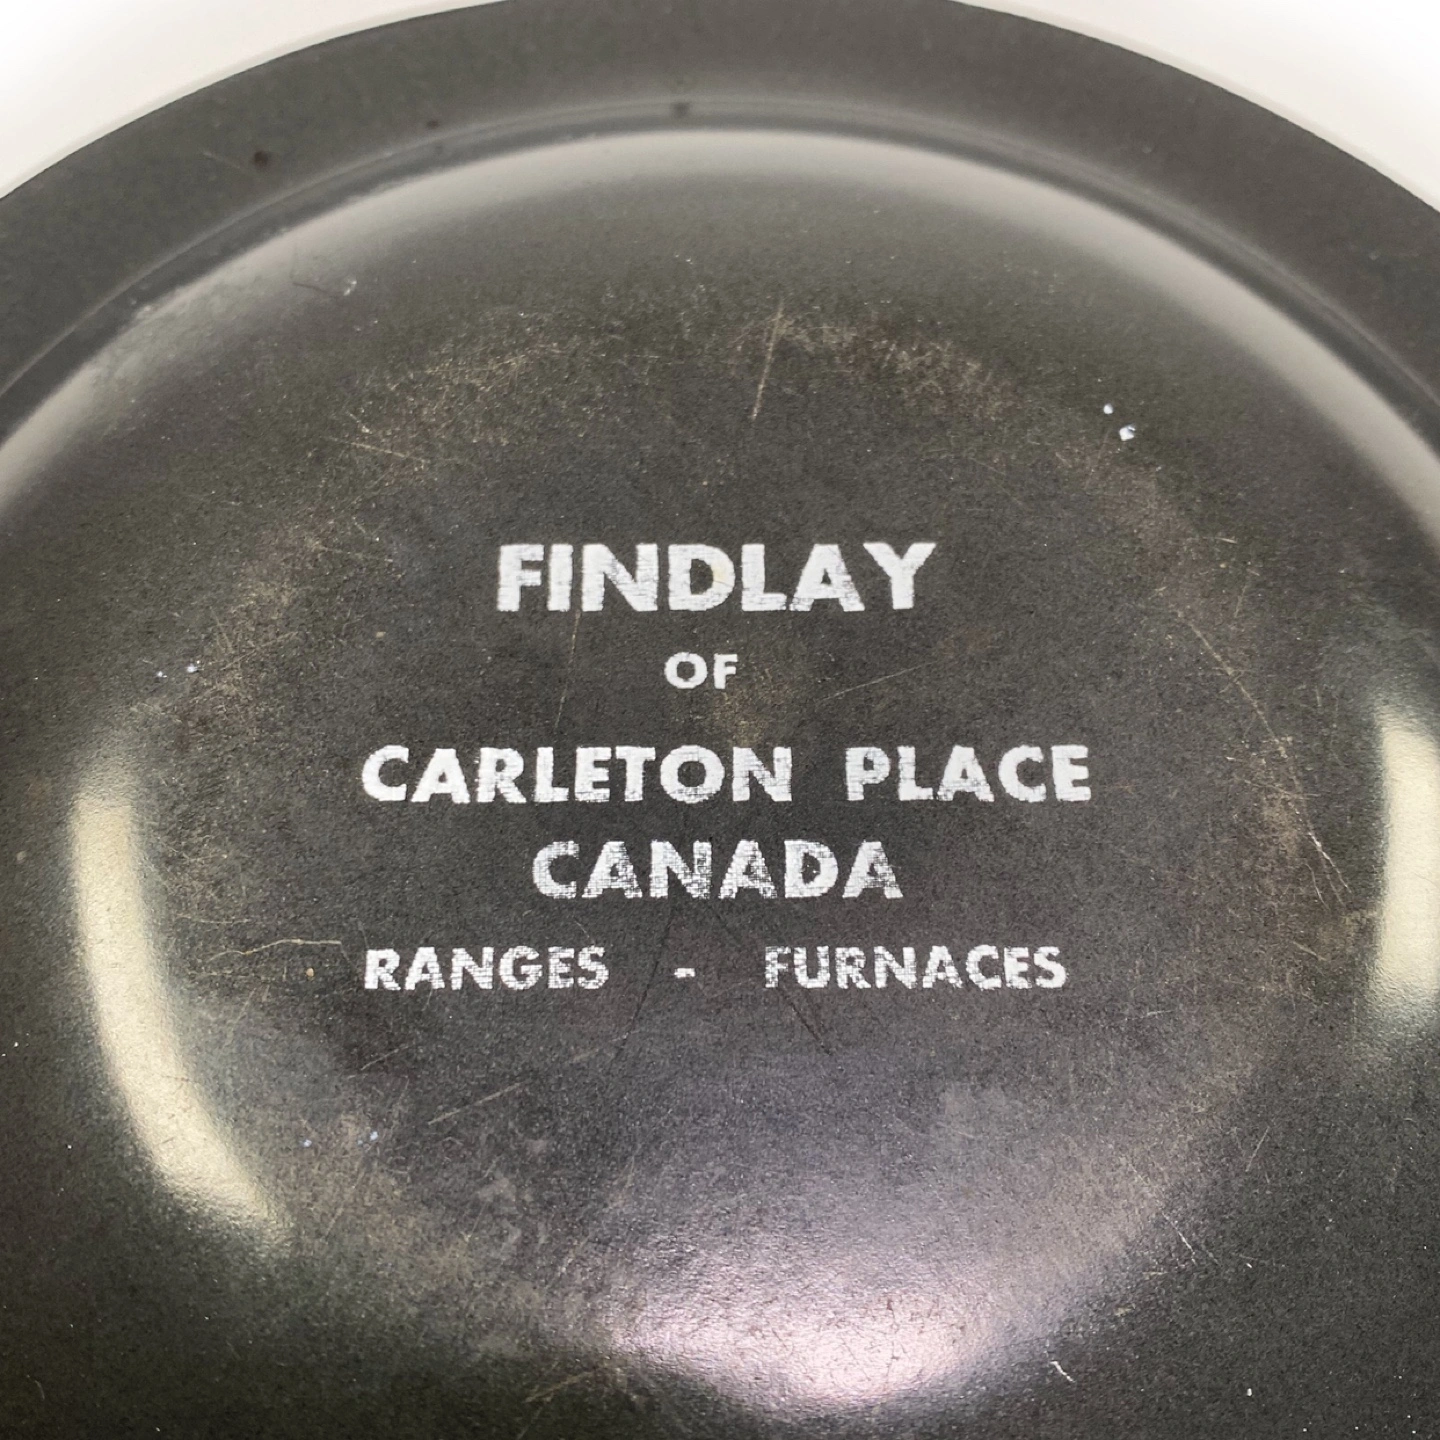 FINDLAY
OF
CARLETON PLACE
CANADA
RANGES - FURNACES